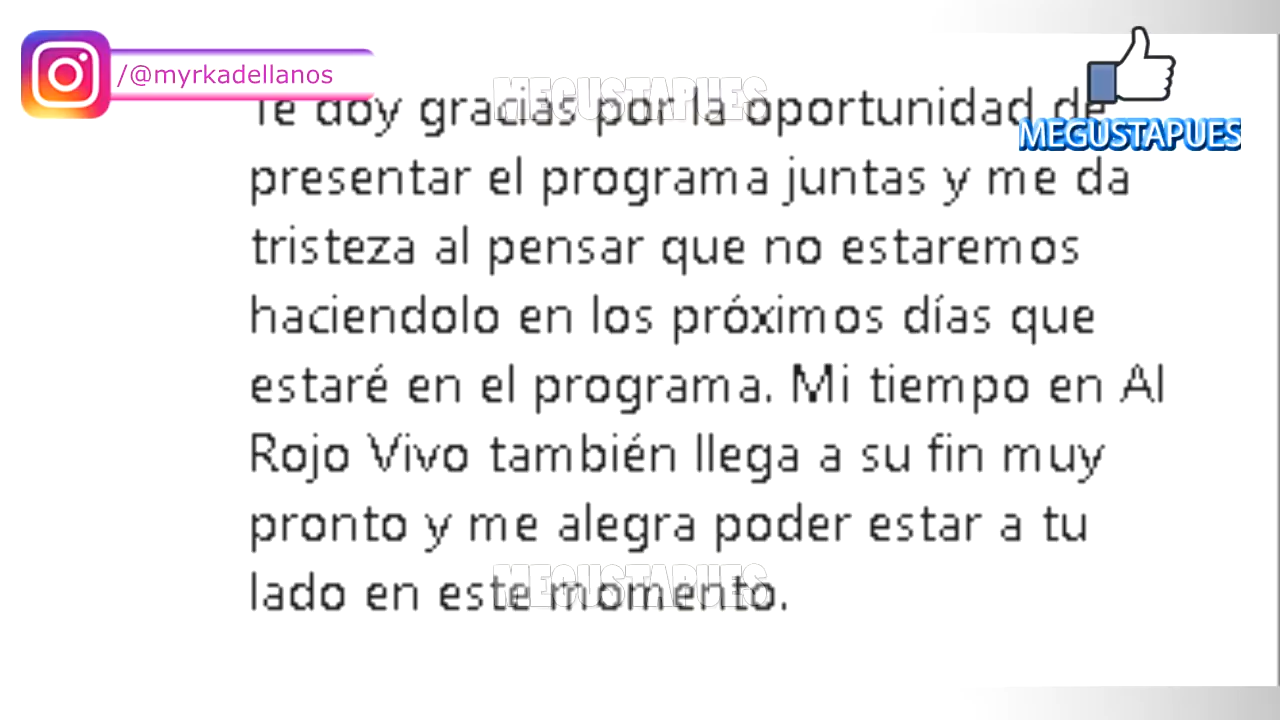 /@myrkadellanos
MEGUSTAPUES
Te doy gracias por la oportunidad de
MEGUSTAPUES
presentar el programa juntas y me da
tristeza al pensar que no estaremos
haciendolo en los próximos días que
estaré en el programa. Mi tiempo en Al
Rojo Vivo también llega a su fin muy
pronto y me alegra poder estar a tu
lado en este momento.
MEGUSTAPUES